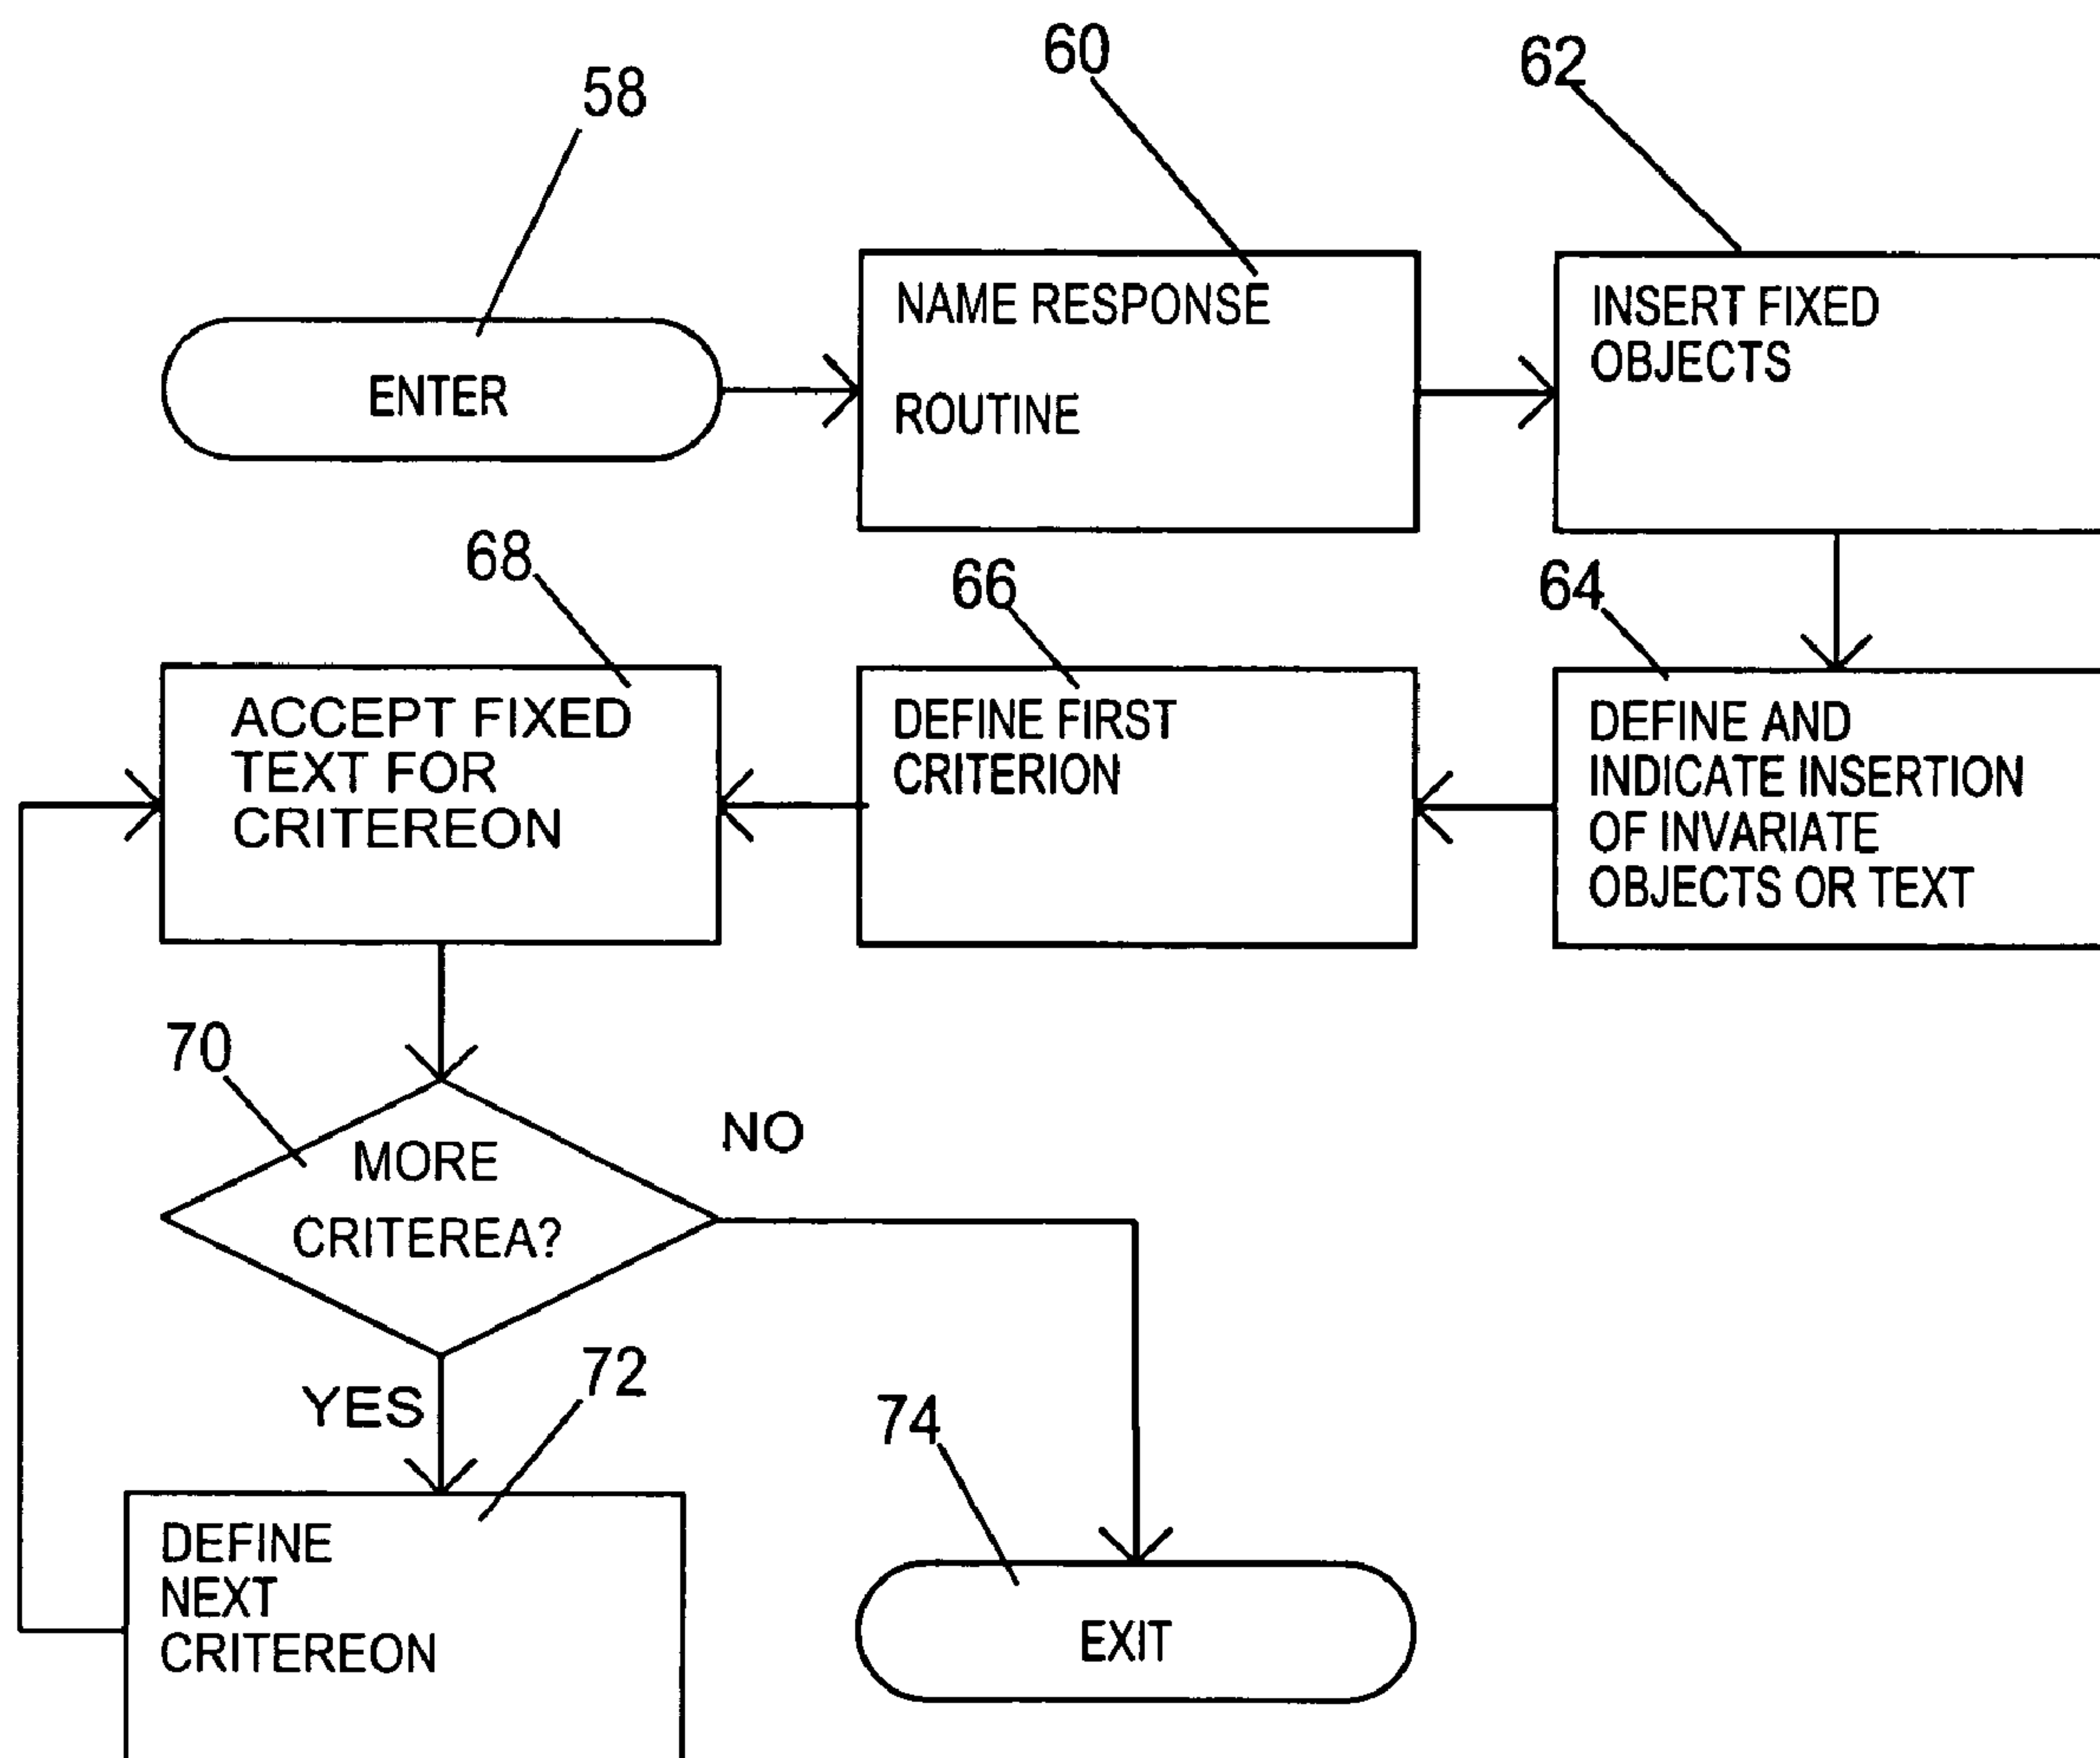 58
60
62
ENTER
NAME RESPONSE
ROUTINE
INSERT FIXED
OBJECTS
68
66
64
ACCEPT FIXED
TEXT FOR
CRITEREON
DEFINE FIRST
CRITERION
DEFINE AND
INDICATE INSERTION
OF INVARIATE
OBJECTS OR TEXT
70
MORE
CRITEREA?
NO
YES
72
74
DEFINE
NEXT
CRITEREON
EXIT